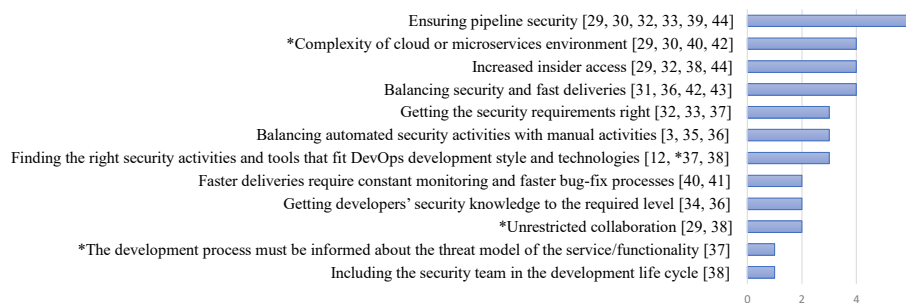 Ensuring pipeline security [29, 30, 32, 33, 39, 44]
*Complexity of cloud or microservices environment [29, 30, 40, 42]
Increased insider access [29, 32, 38, 44]
Balancing security and fast deliveries [31, 36, 42, 43]
Getting the security requirements right [32, 33, 37]
Balancing automated security activities with manual activities [3, 35, 36]
Finding the right security activities and tools that fit DevOps development style and technologies [12, *37, 38]
Faster deliveries require constant monitoring and faster bug-fix processes [40, 41]
Getting developers’ security knowledge to the required level [34, 36]
*Unrestricted collaboration [29, 38]
*The development process must be informed about the threat model of the service/functionality [37]
Including the security team in the development life cycle [38]
0 2 4